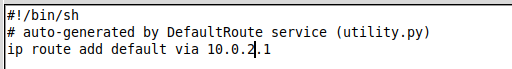 #!/bin/sh
# auto-generated by DefaultRoute service (utility.py)
ip route add default via 10.0.2.1